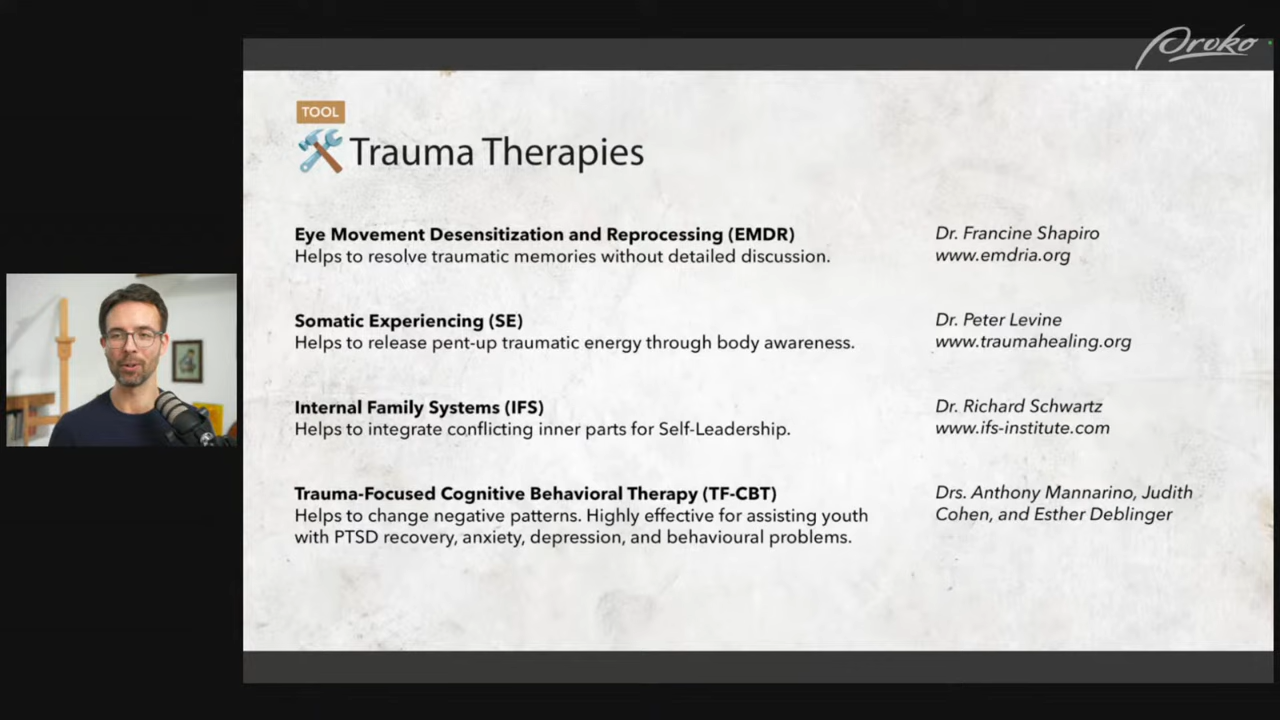 Proko
TOOL
Trauma Therapies
Eye Movement Desensitization and Reprocessing (EMDR)
Helps to resolve traumatic memories without detailed discussion.
Dr. Francine Shapiro
www.emdria.org
Somatic Experiencing (SE)
Helps to release pent-up traumatic energy through body awareness.
Dr. Peter Levine
www.traumahealing.org
Internal Family Systems (IFS)
Helps to integrate conflicting inner parts for Self-Leadership.
Dr. Richard Schwartz
www.ifs-institute.com
Trauma-Focused Cognitive Behavioral Therapy (TF-CBT)
Helps to change negative patterns. Highly effective for assisting youth
with PTSD recovery, anxiety, depression, and behavioural problems.
Drs. Anthony Mannarino, Judith
Cohen, and Esther Deblinger